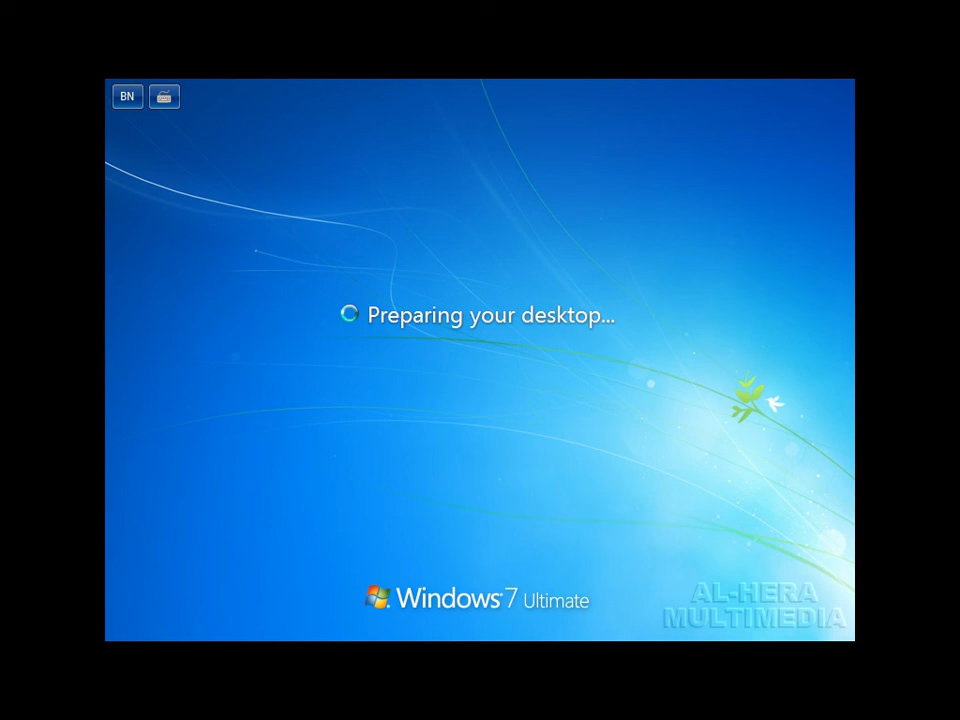 BN
Preparing your desktop...
Windows 7 Ultimate
AL-HERA
MULTIMEDIA